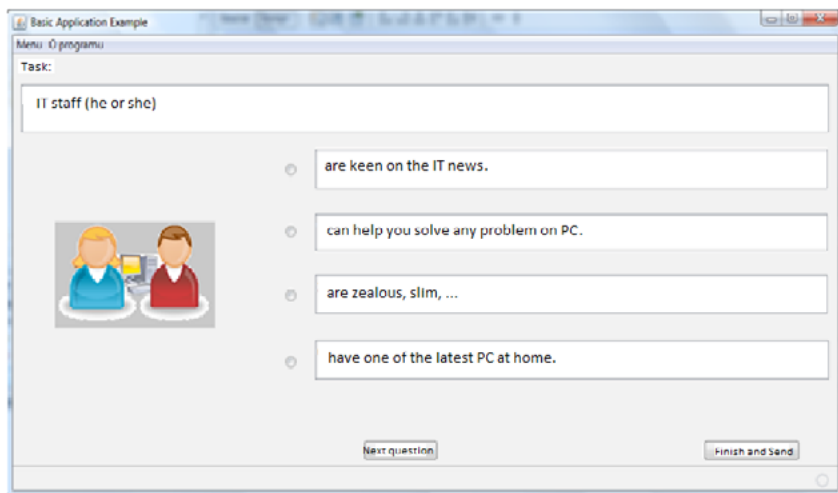 Basic Application Example
Menu O programu
Task:
IT staff (he or she)
are keen on the IT news.
can help you solve any problem on PC.
are zealous, slim, ...
have one of the latest PC at home.
Next question
Finish and Send